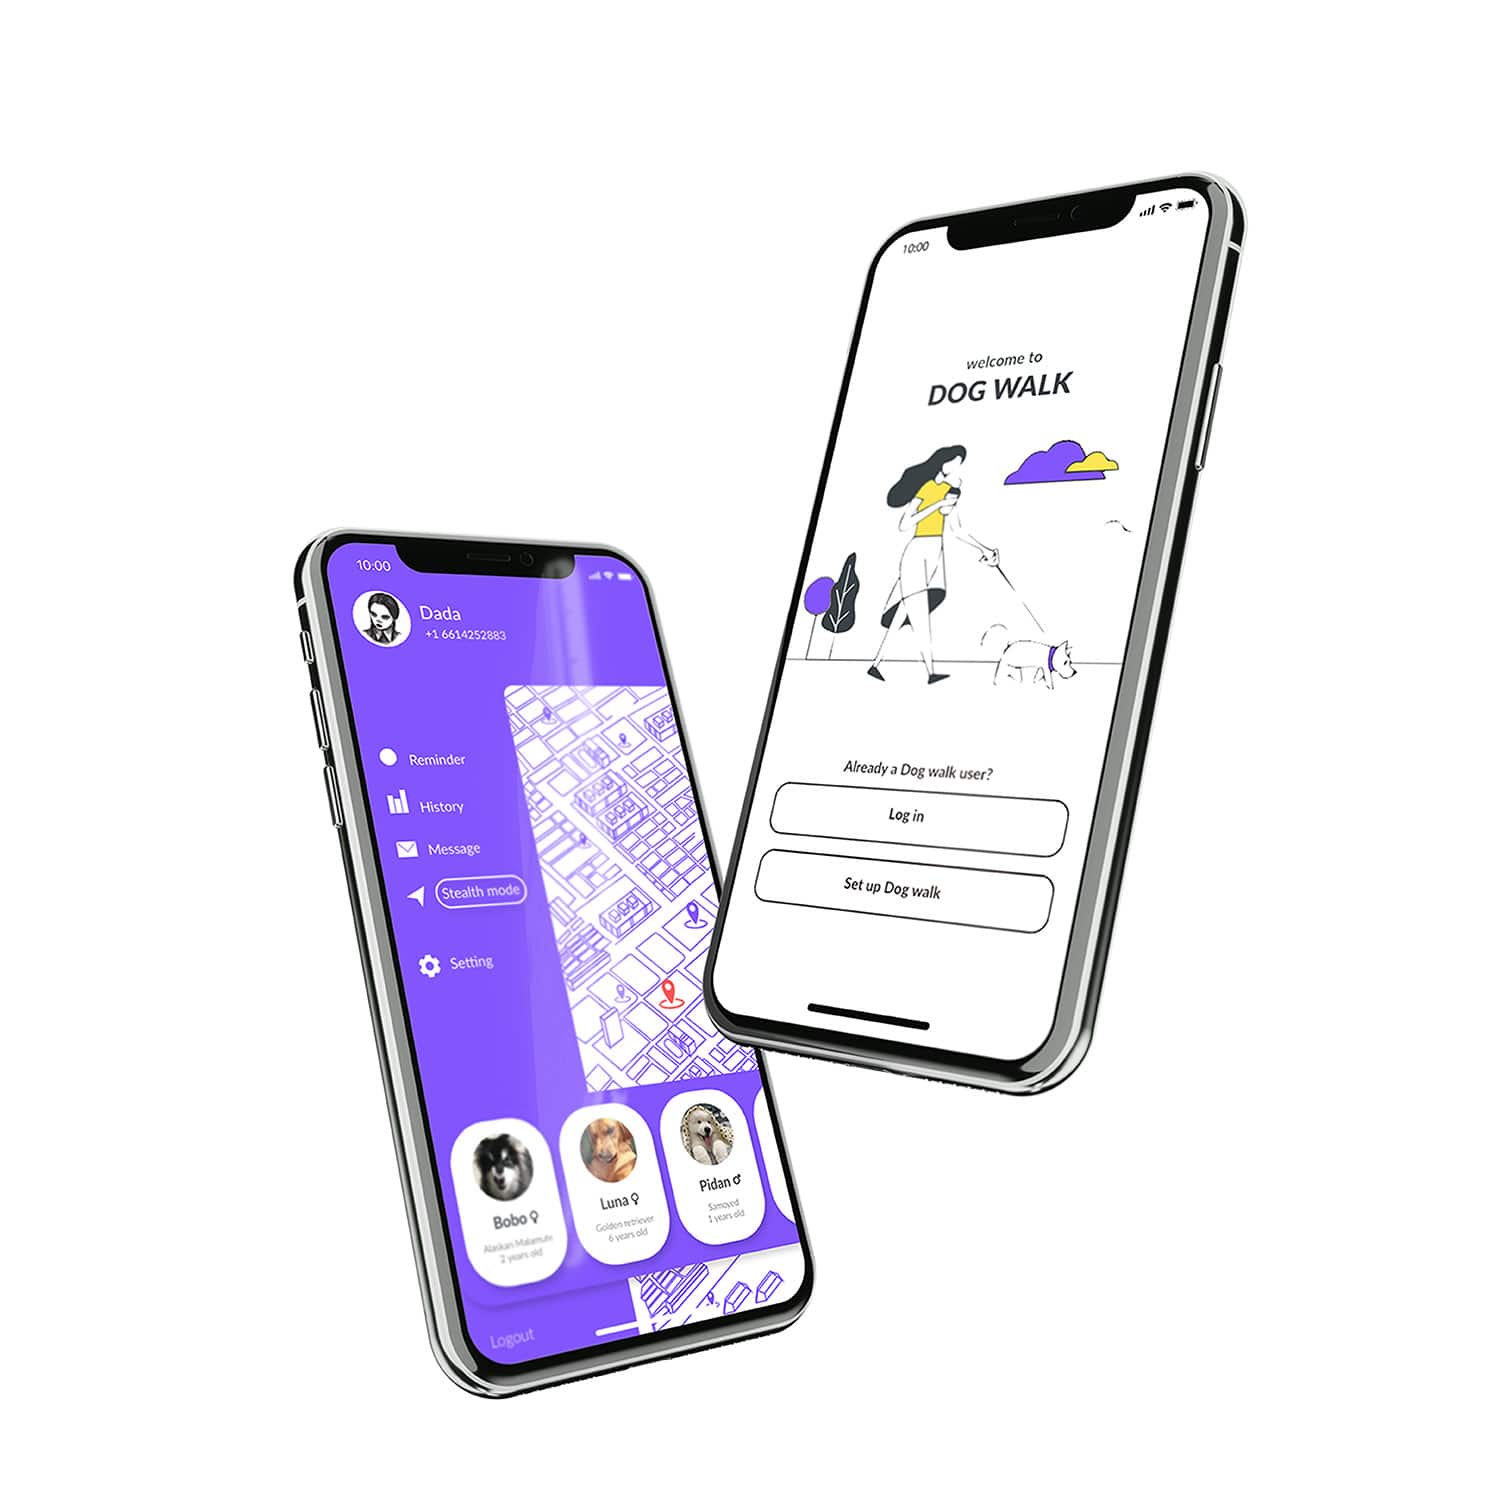 10:00
welcome to
DOG WALK
Already a Dog walk user?
Log in
Set up Dog walk
10:00
Dada
+1 6614252883
Reminder
History
Message
Stealth mode
Setting
Bobo♀
Alaskan Malamute
2 years old
Luna♀
Golden retriever
6 years old
Pidan♂
Samoyed
1 years old
Logout